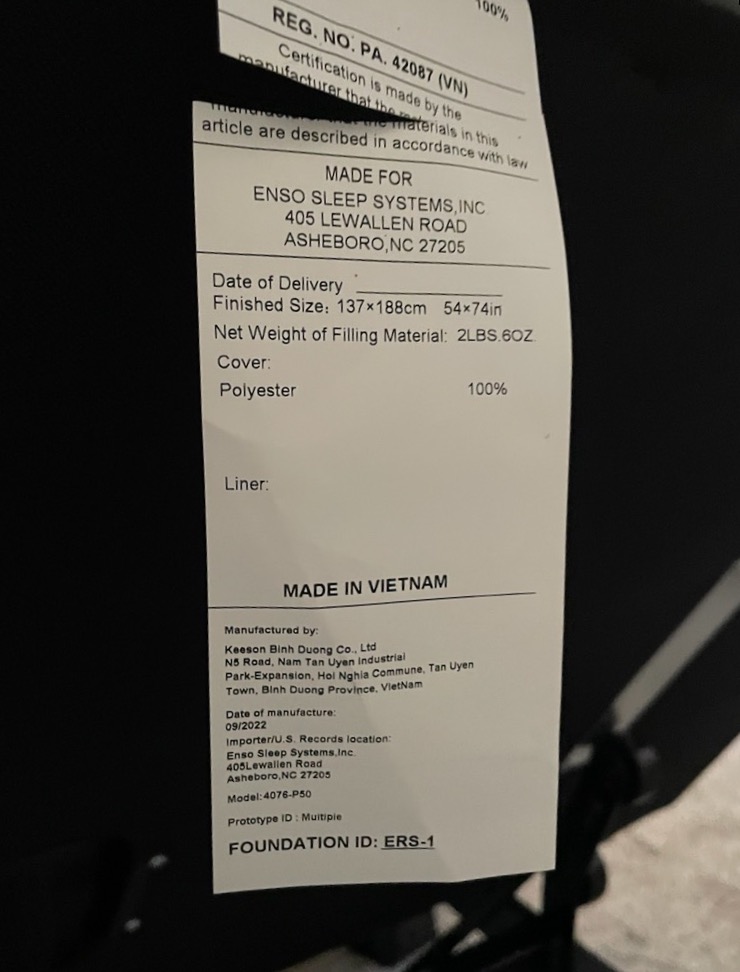 100%
REG. NO. PA. 42087 (VN)
Certification is made by the
manufacturer that the materials in this
article are described in accordance with law
MADE FOR
ENSO SLEEP SYSTEMS,INC
405 LEWALLEN ROAD
ASHEBORO,NC 27205
Date of Delivery
Finished Size: 137×188cm 54×74in
Net Weight of Filling Material: 2LBS.6OZ.
Cover:
Polyester 100%
Liner:
MADE IN VIETNAM
Manufactured by:
Keeson Binh Duong Co., Ltd
N5 Road, Nam Tan Uyen Industrial
Park-Expansion, Hoi Nghia Commune, Tan Uyen
Town, Binh Duong Province, VietNam
Date of manufacture:
09/2022
Importer/U.S. Records location:
Enso Sleep Systems,Inc.
405Lewallen Road
Asheboro,NC 27205
Model:4076-P50
Prototype ID : Multiple
FOUNDATION ID: ERS-1